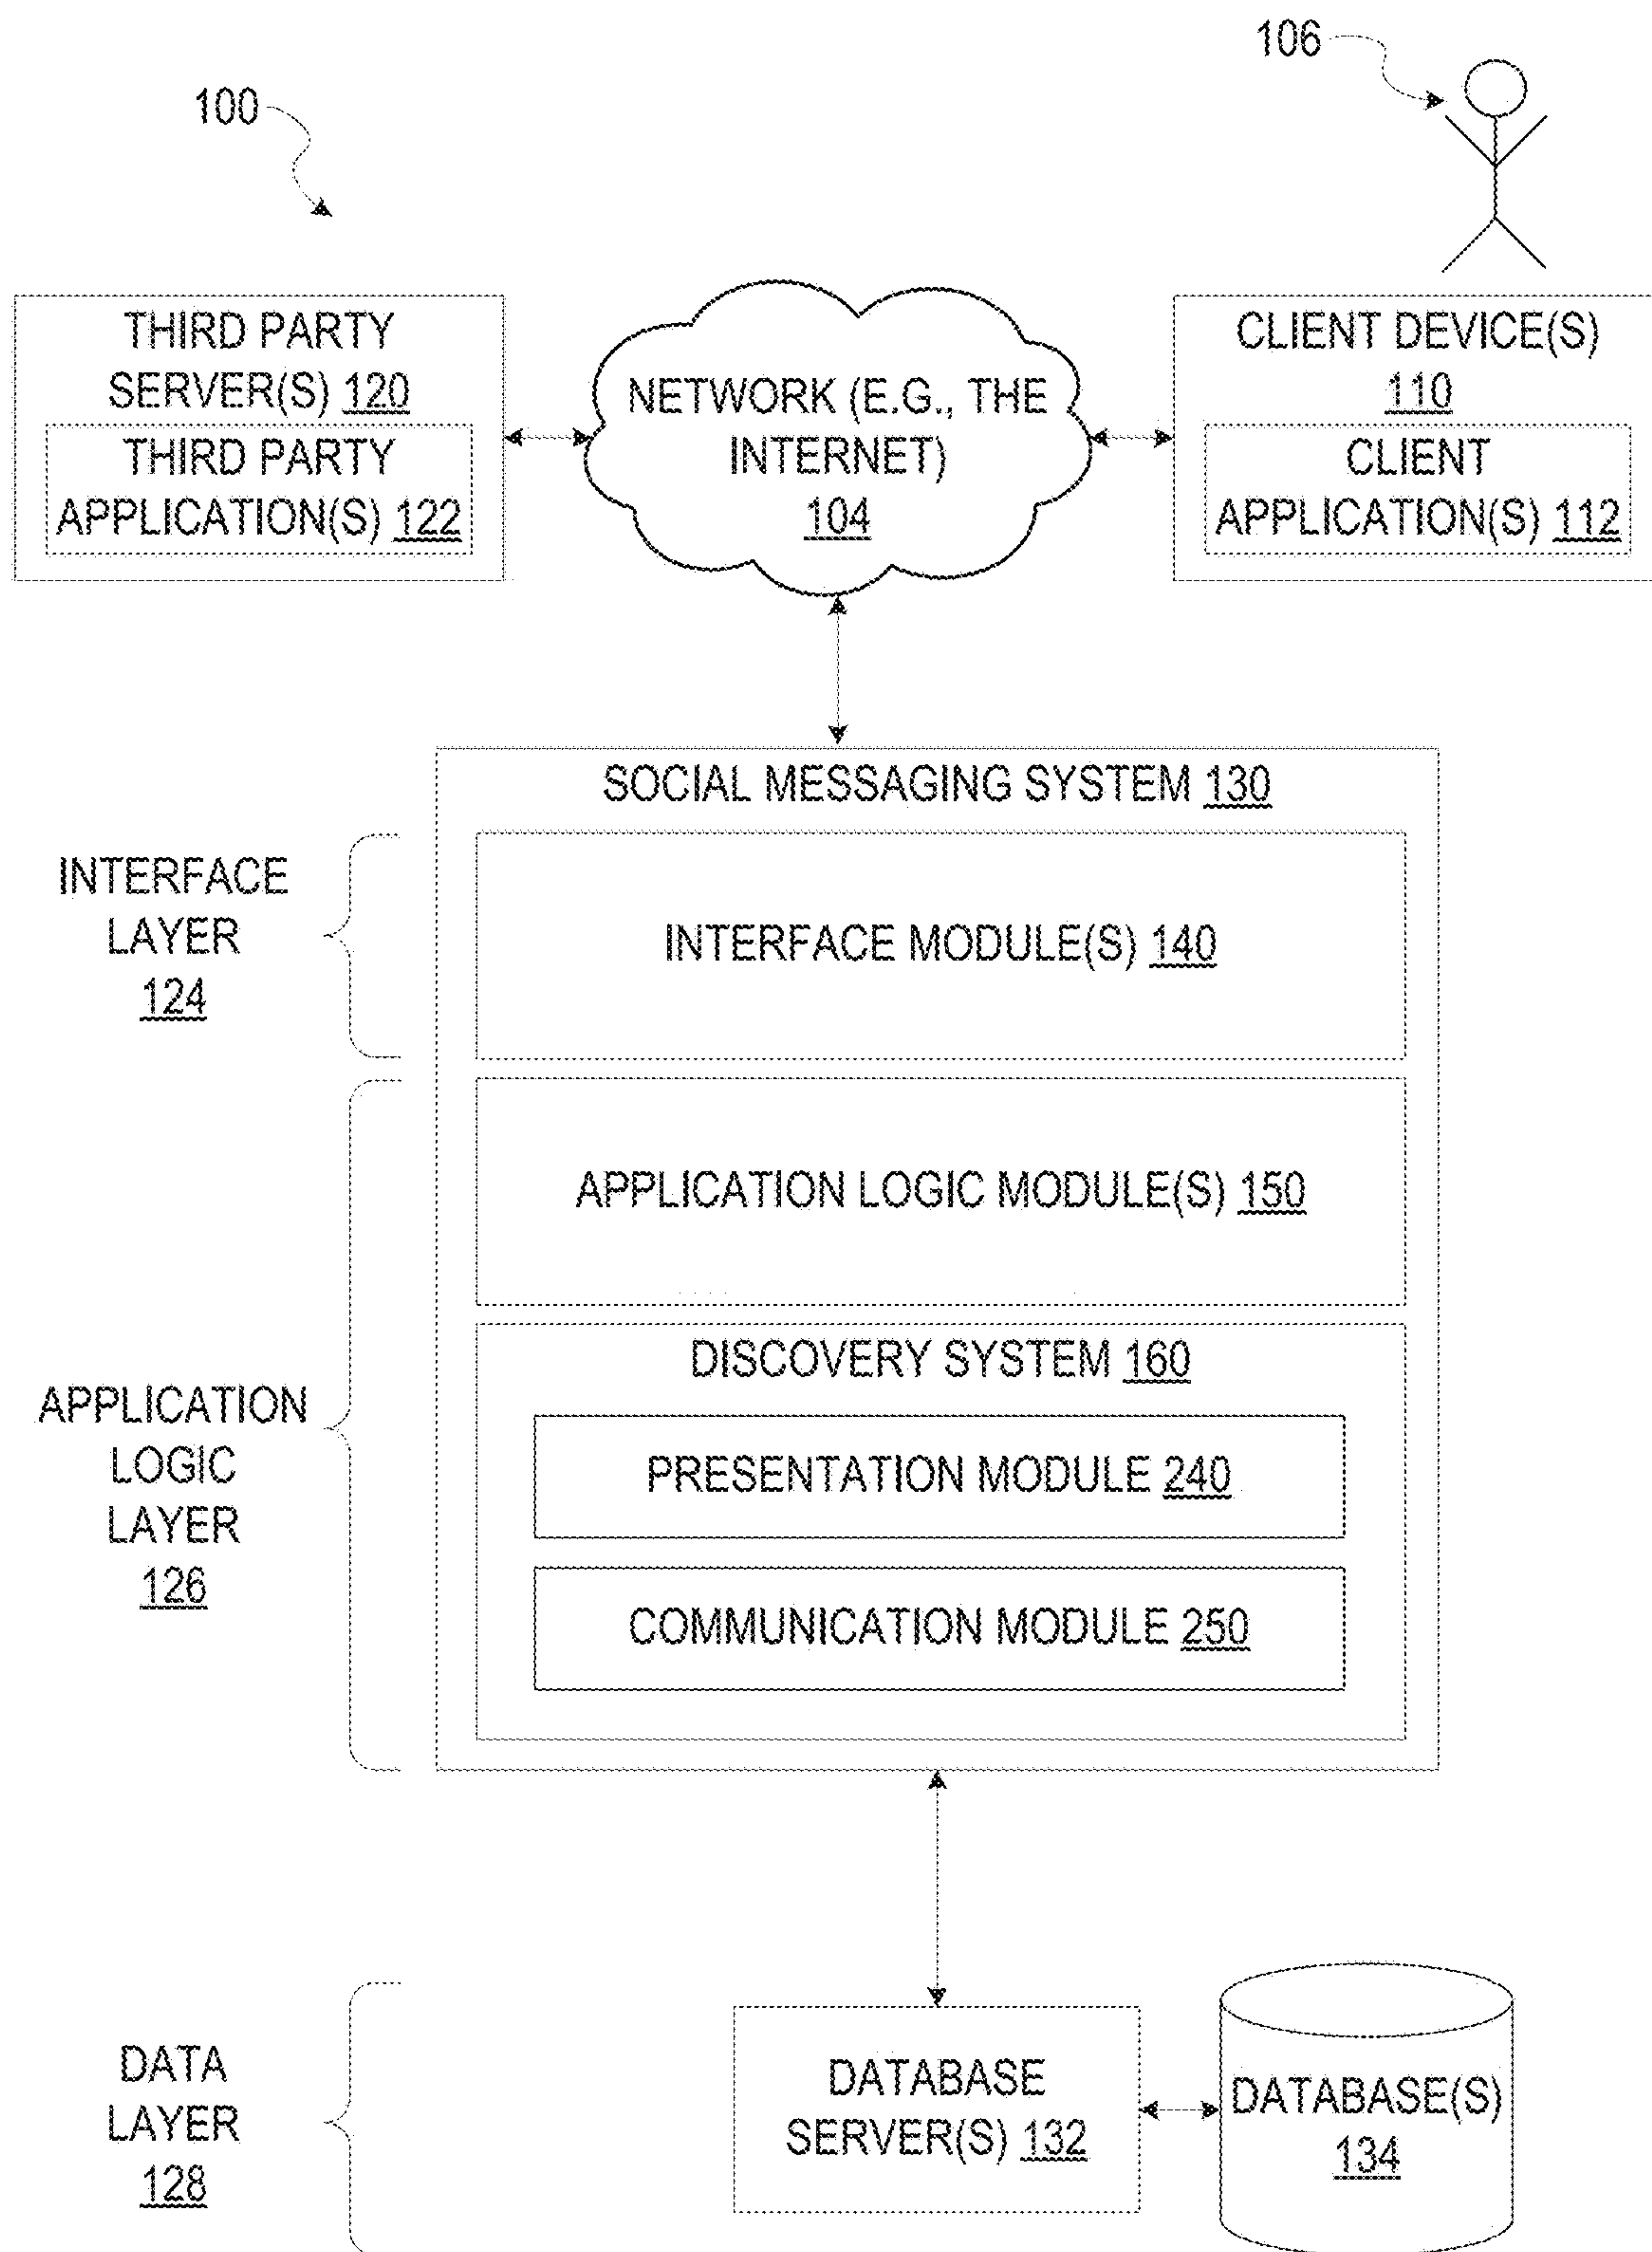 100
106
THIRD PARTY
SERVER(S) 120
THIRD PARTY
APPLICATION(S) 122
NETWORK (E.G., THE
INTERNET)
104
CLIENT DEVICE(S)
110
CLIENT
APPLICATION(S) 112
SOCIAL MESSAGING SYSTEM 130
INTERFACE
LAYER
124
INTERFACE MODULE(S) 140
APPLICATION LOGIC MODULE(S) 150
APPLICATION
LOGIC
LAYER
126
DISCOVERY SYSTEM 160
PRESENTATION MODULE 240
COMMUNICATION MODULE 250
DATA
LAYER
128
DATABASE
SERVER(S) 132
DATABASE(S)
134